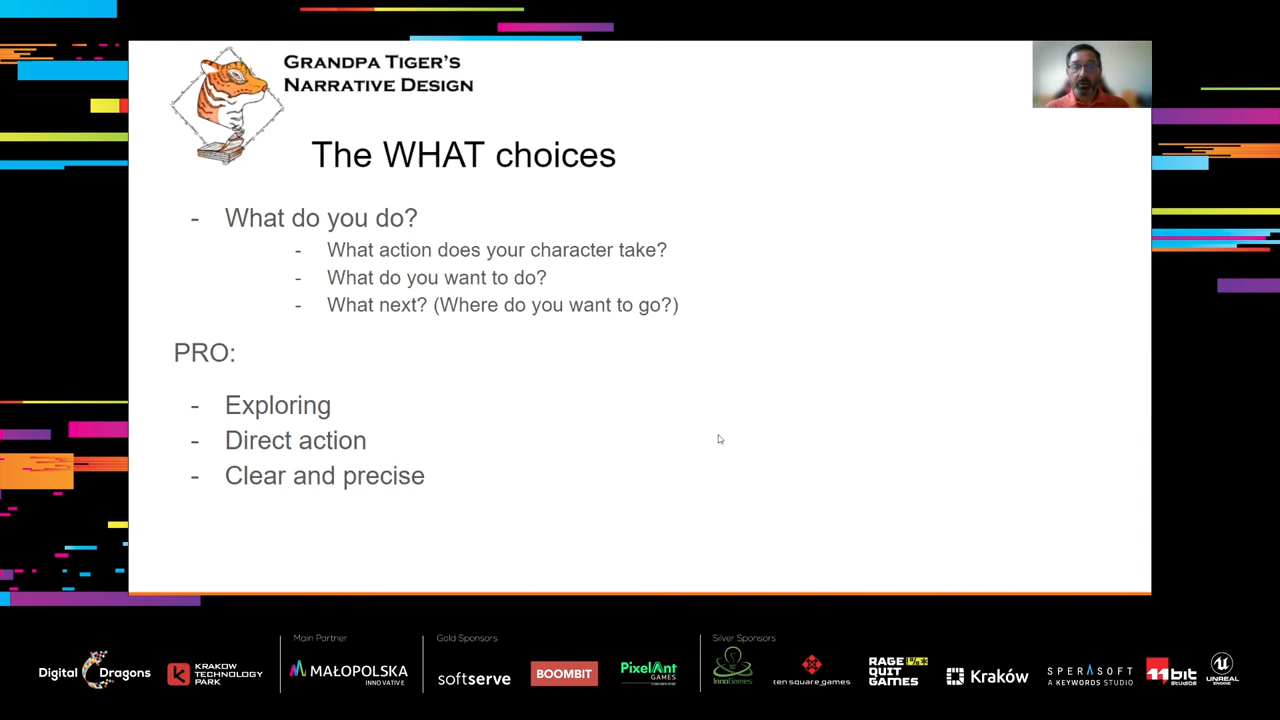 GRANDPA TIGER'S
NARRATIVE DESIGN
The WHAT choices
- What do you do?
- What action does your character take?
- What do you want to do?
- What next? (Where do you want to go?)
PRO:
- Exploring
- Direct action
- Clear and precise
Main Partner
Gold Sponsors
Silver Sponsors
Digital Dragons
KRAKOW
TECHNOLOGY
PARK
MAŁOPOLSKA
INNOVATIVE
softserve
BOOMBIT
PixelAnt
GAMES
InnoGames
ten square games
RAGE
QUIT
GAMES
Kraków
SPERASOFT
A KEYWORDS STUDIO
11bit
STUDIOS
UNREAL
ENGINE